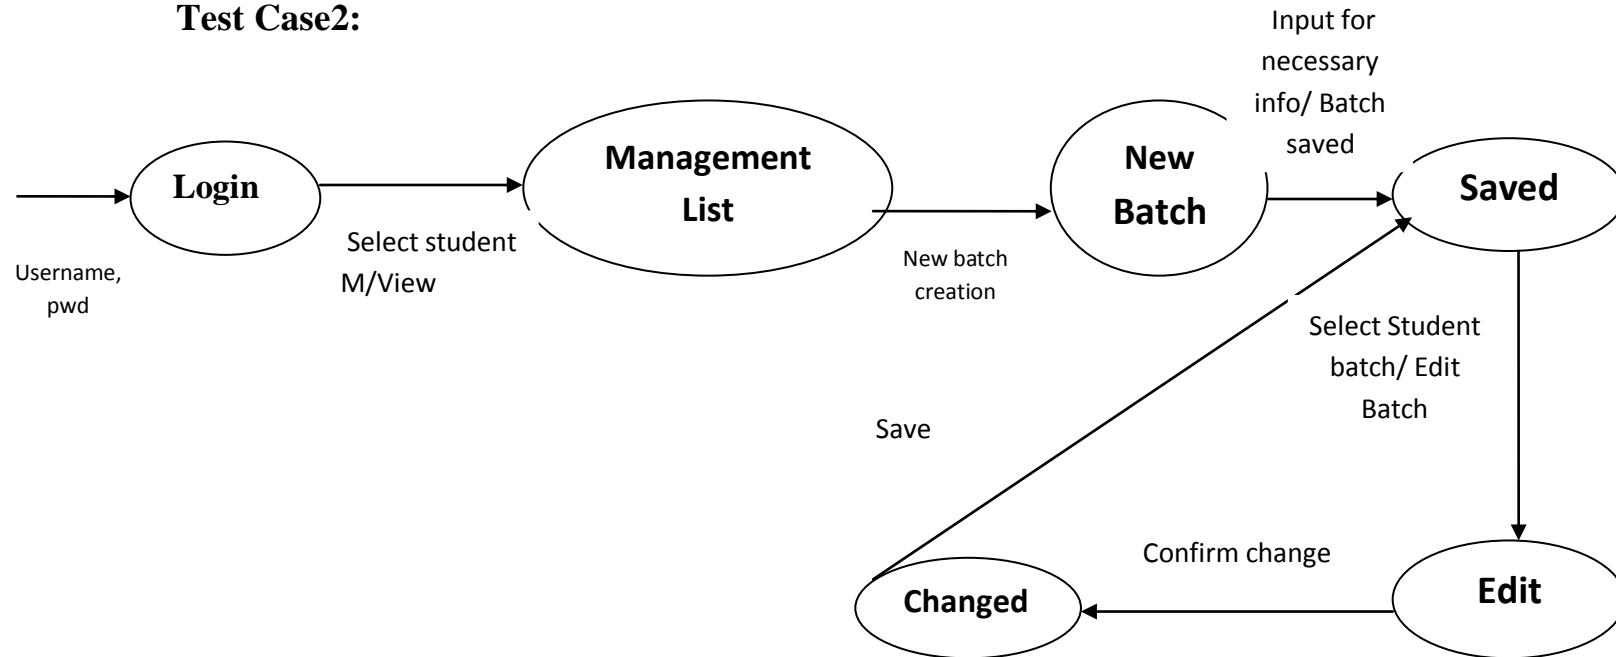 Test Case2:
Input for
necessary
info/ Batch
saved
Login
Management
List
New
Batch
Saved
Username,
pwd
Select student
M/View
New batch
creation
Select Student
batch/ Edit
Batch
Save
Confirm change
Changed
Edit